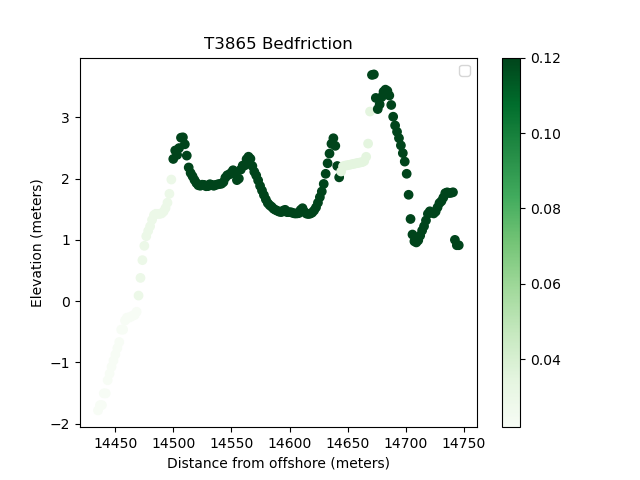 T3865 Bedfriction
Elevation (meters)
3
2
1
0
−1
−2
14450 14500 14550 14600 14650 14700 14750
Distance from offshore (meters)
0.12
0.10
0.08
0.06
0.04